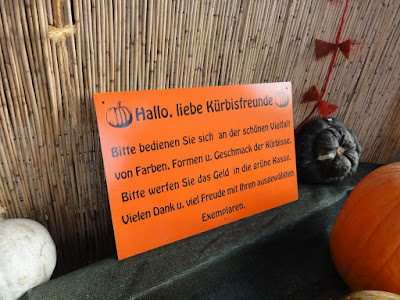 Hallo, liebe Kürbisfreunde
Bitte bedienen Sie sich an der schönen Vielfalt
von Farben, Formen u. Geschmack der Kürbisse.
Bitte werfen Sie das Geld in die grüne Kasse.
Vielen Dank u. viel Freude mit Ihren ausgewählten
Exemplaren.